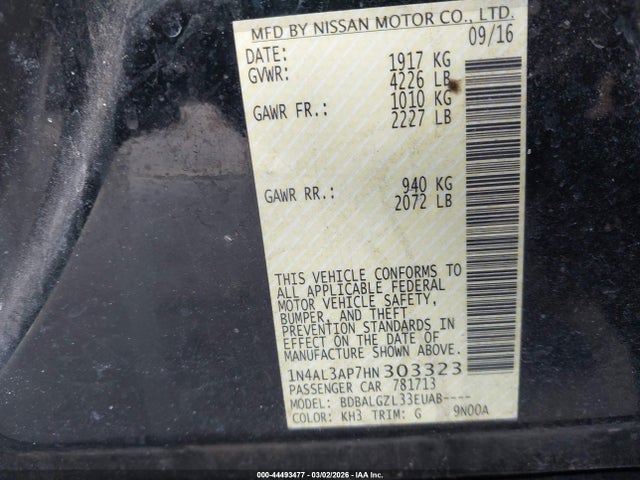 MFD BY NISSAN MOTOR CO., LTD.
DATE: 09/16
GVWR: 1917 KG
4226 LB
GAWR FR.: 1010 KG
2227 LB
GAWR RR.: 940 KG
2072 LB
THIS VEHICLE CONFORMS TO
ALL APPLICABLE FEDERAL
MOTOR VEHICLE SAFETY,
BUMPER, AND THEFT
PREVENTION STANDARDS IN
EFFECT ON THE DATE OF
MANUFACTURE SHOWN ABOVE.
1N4AL3AP7HN303323
PASSENGER CAR 781713
MODEL: BDBALGZL33EUAB----
COLOR: KH3 TRIM: G 9N00A
000-44493477 - 03/02/2026 - IAA Inc.